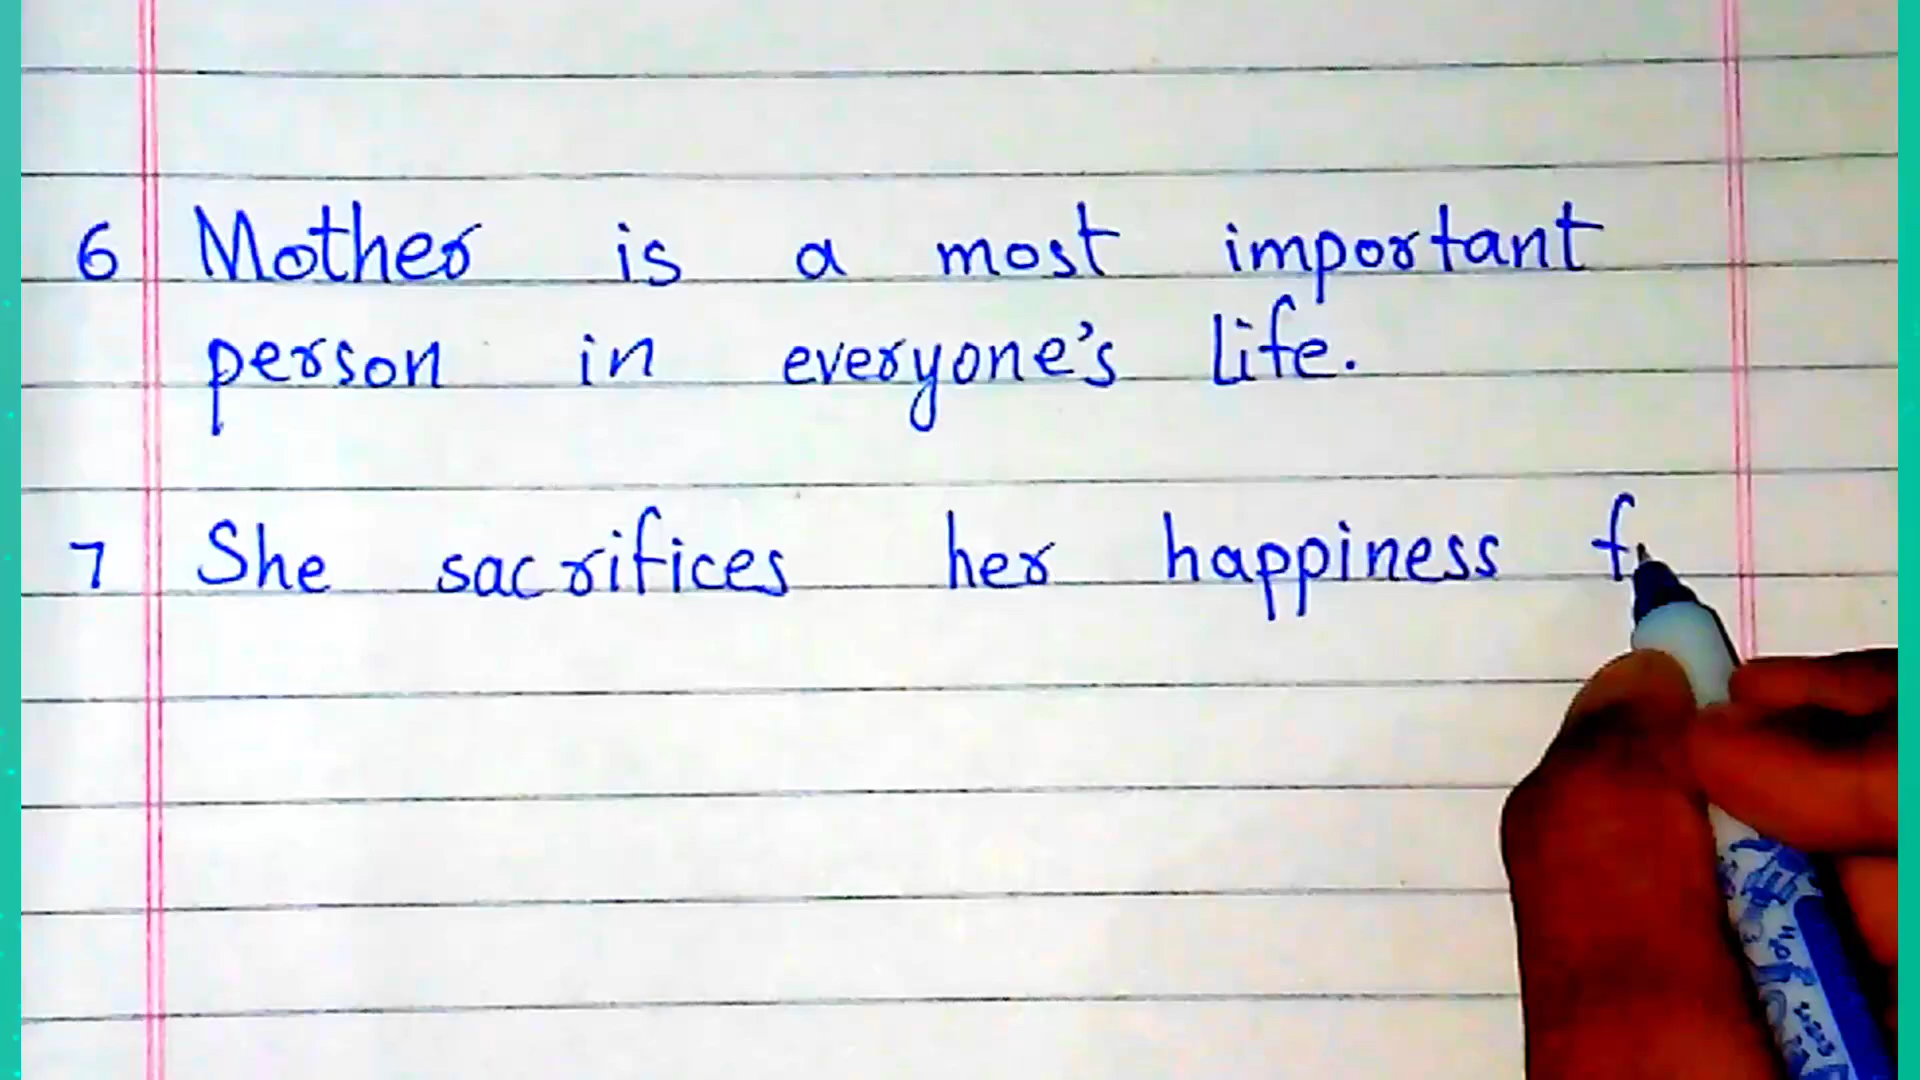 6 Mother is a most important
person in everyone's life.
7 She sacrifices her happiness f